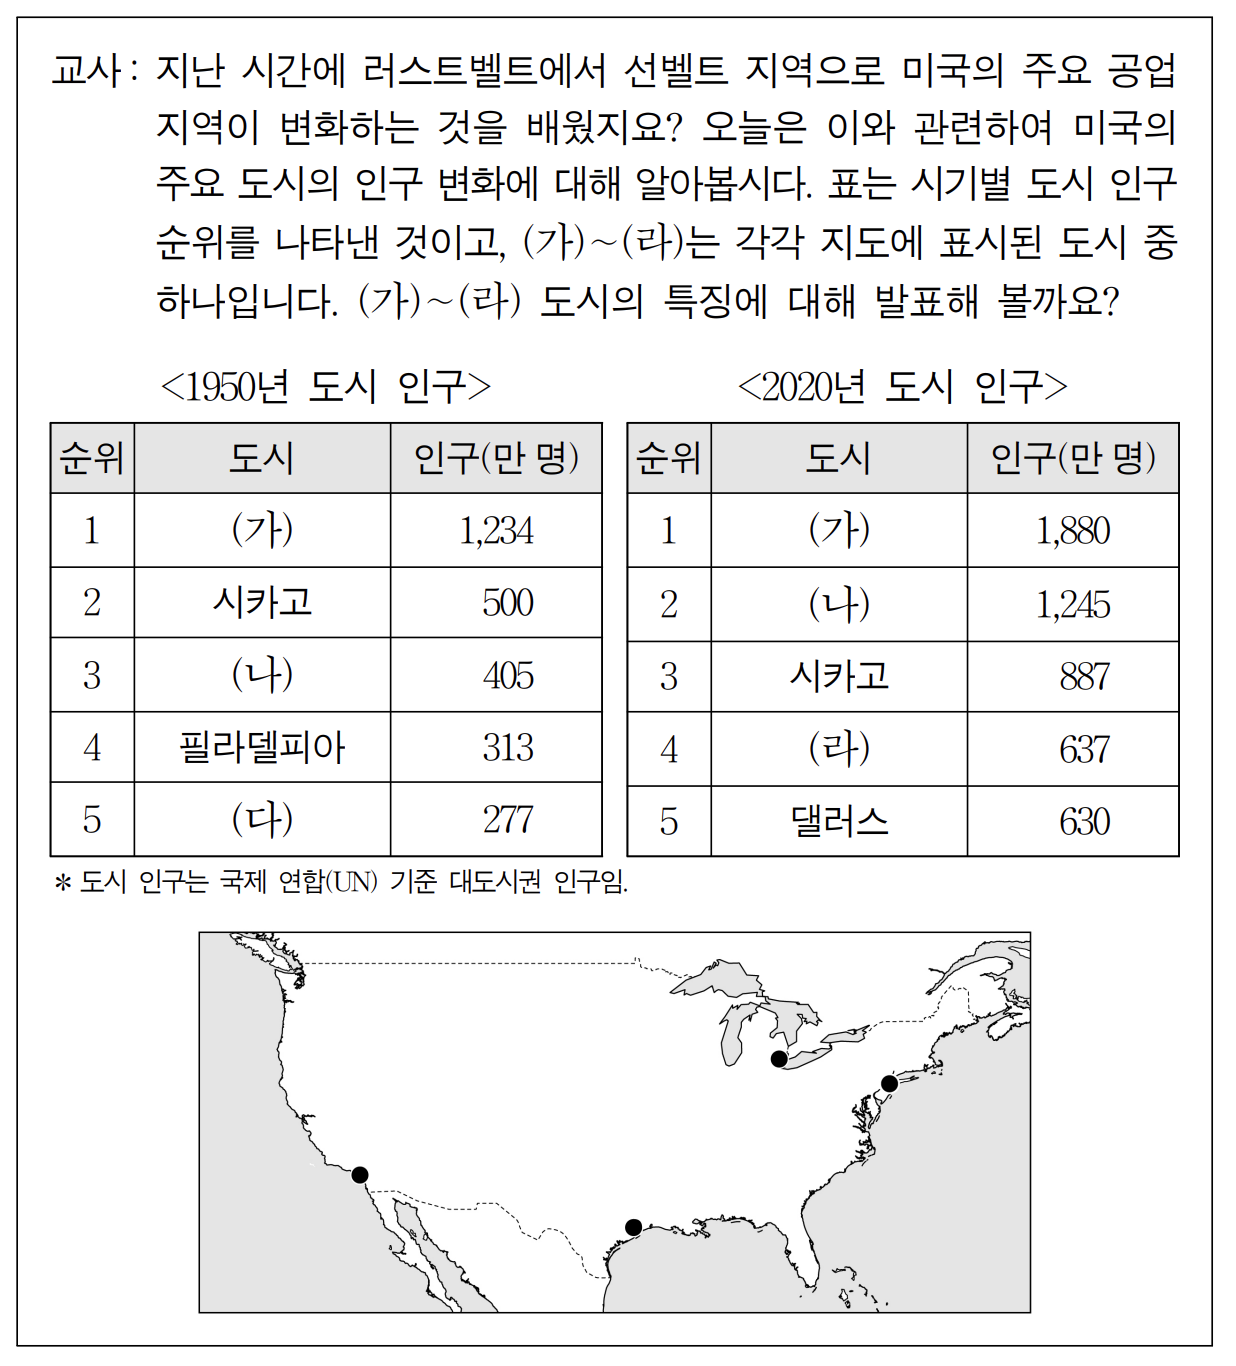 교사 : 지난 시간에 러스트벨트에서 선벨트 지역으로 미국의 주요 공업
지역이 변화하는 것을 배웠지요? 오늘은 이와 관련하여 미국의
주요 도시의 인구 변화에 대해 알아봅시다. 표는 시기별 도시 인구
순위를 나타낸 것이고, (가)~(라)는 각각 지도에 표시된 도시 중
하나입니다. (가)~(라) 도시의 특징에 대해 발표해 볼까요?
<1950년 도시 인구>
순위 도시 인구(만 명)
1 (가) 1,234
2 시카고 500
3 (나) 405
4 필라델피아 313
5 (다) 277
<2020년 도시 인구>
순위 도시 인구(만 명)
1 (가) 1,880
2 (나) 1,245
3 시카고 887
4 (라) 637
5 댈러스 630
* 도시 인구는 국제 연합(UN) 기준 대도시권 인구임.